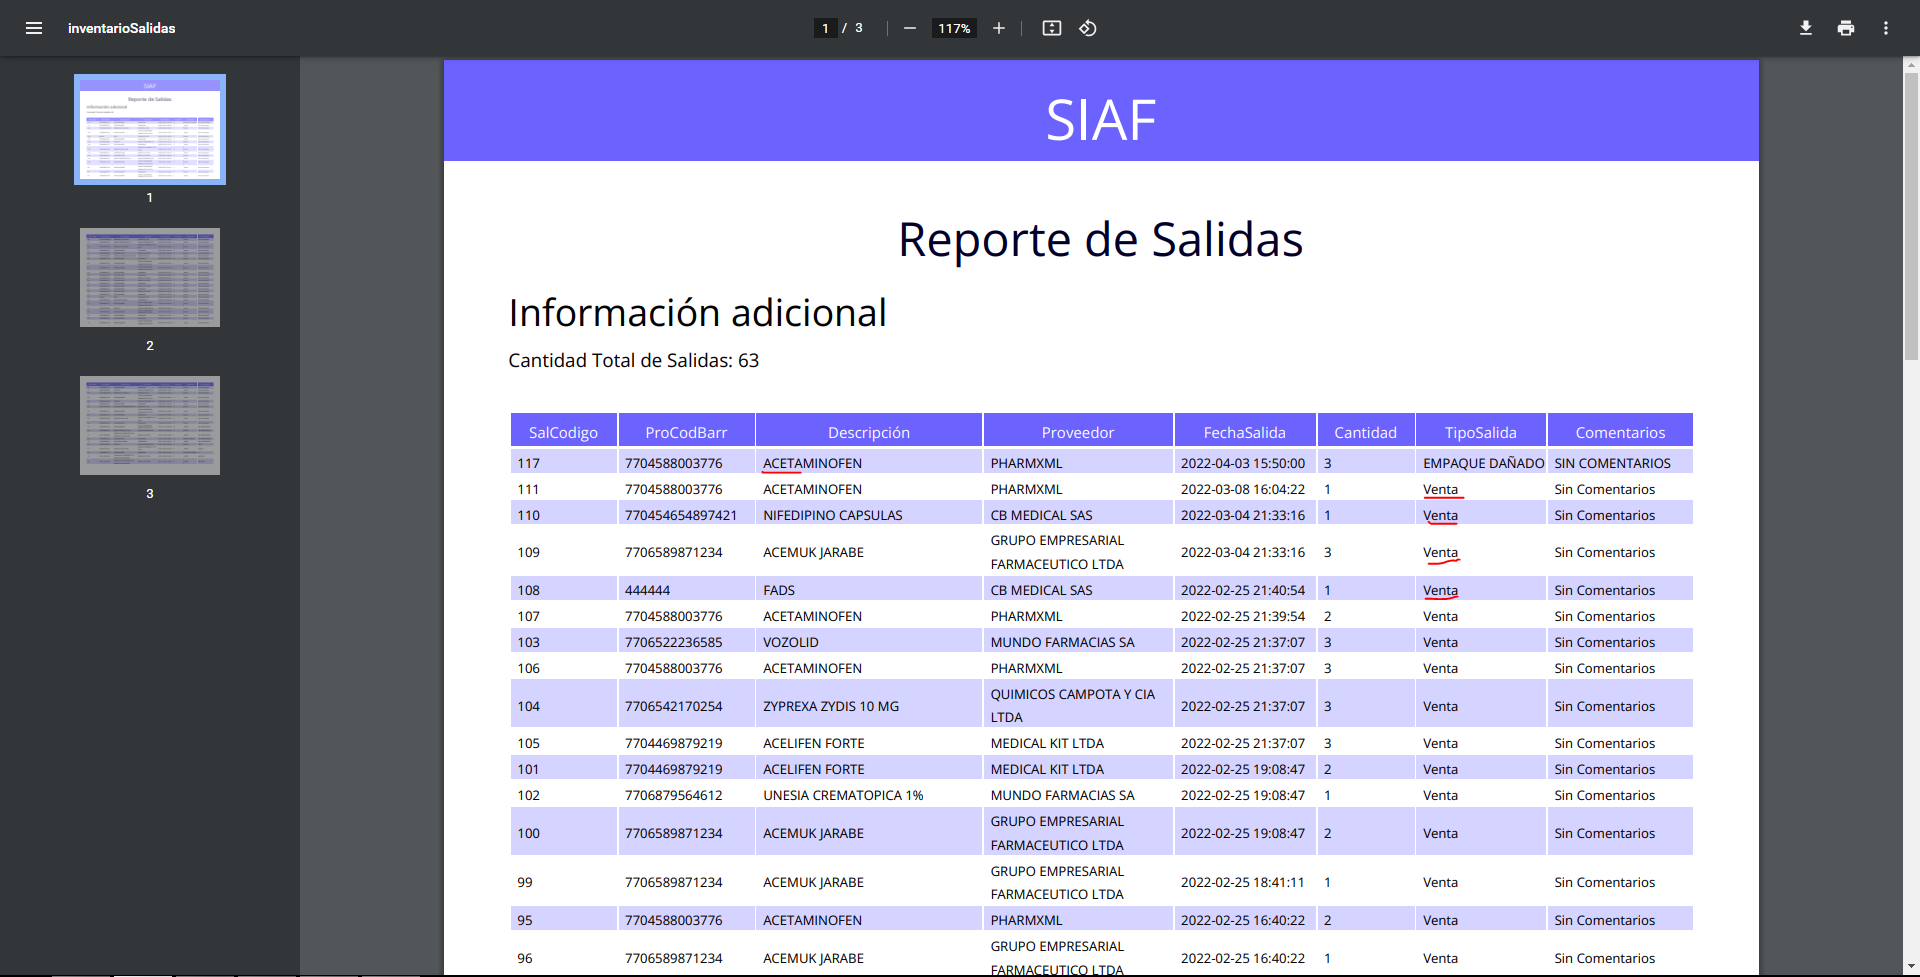 inventarioSalidas
1 / 3
117%
SIAF
Reporte de Salidas
Información adicional
Cantidad Total de Salidas: 63
SalCodigo ProCodBarr Descripción Proveedor FechaSalida Cantidad TipoSalida Comentarios
117 7704588003776 ACETAMINOFEN PHARMXML 2022-04-03 15:50:00 3 EMPAQUE DAÑADO SIN COMENTARIOS
111 7704588003776 ACETAMINOFEN PHARMXML 2022-03-08 16:04:22 1 Venta Sin Comentarios
110 770454654897421 NIFEDIPINO CAPSULAS CB MEDICAL SAS 2022-03-04 21:33:16 1 Venta Sin Comentarios
109 7706589871234 ACEMUK JARABE GRUPO EMPRESARIAL FARMACEUTICO LTDA 2022-03-04 21:33:16 3 Venta Sin Comentarios
108 444444 FADS CB MEDICAL SAS 2022-02-25 21:40:54 1 Venta Sin Comentarios
107 7704588003776 ACETAMINOFEN PHARMXML 2022-02-25 21:39:54 2 Venta Sin Comentarios
103 7706522236585 VOZOLID MUNDO FARMACIAS SA 2022-02-25 21:37:07 3 Venta Sin Comentarios
106 7704588003776 ACETAMINOFEN PHARMXML 2022-02-25 21:37:07 3 Venta Sin Comentarios
104 7706542170254 ZYPREXA ZYDIS 10 MG QUIMICOS CAMPOTA Y CIA LTDA 2022-02-25 21:37:07 3 Venta Sin Comentarios
105 7704469879219 ACELIFEN FORTE MEDICAL KIT LTDA 2022-02-25 21:37:07 3 Venta Sin Comentarios
101 7704469879219 ACELIFEN FORTE MEDICAL KIT LTDA 2022-02-25 19:08:47 2 Venta Sin Comentarios
102 7706879564612 UNESIA CREMATOPICA 1% MUNDO FARMACIAS SA 2022-02-25 19:08:47 1 Venta Sin Comentarios
100 7706589871234 ACEMUK JARABE GRUPO EMPRESARIAL FARMACEUTICO LTDA 2022-02-25 19:08:47 2 Venta Sin Comentarios
99 7706589871234 ACEMUK JARABE GRUPO EMPRESARIAL FARMACEUTICO LTDA 2022-02-25 18:41:11 1 Venta Sin Comentarios
95 7704588003776 ACETAMINOFEN PHARMXML 2022-02-25 16:40:22 2 Venta Sin Comentarios
96 7706589871234 ACEMUK JARABE GRUPO EMPRESARIAL FARMACEUTICO LTDA 2022-02-25 16:40:22 1 Venta Sin Comentarios
1
2
3